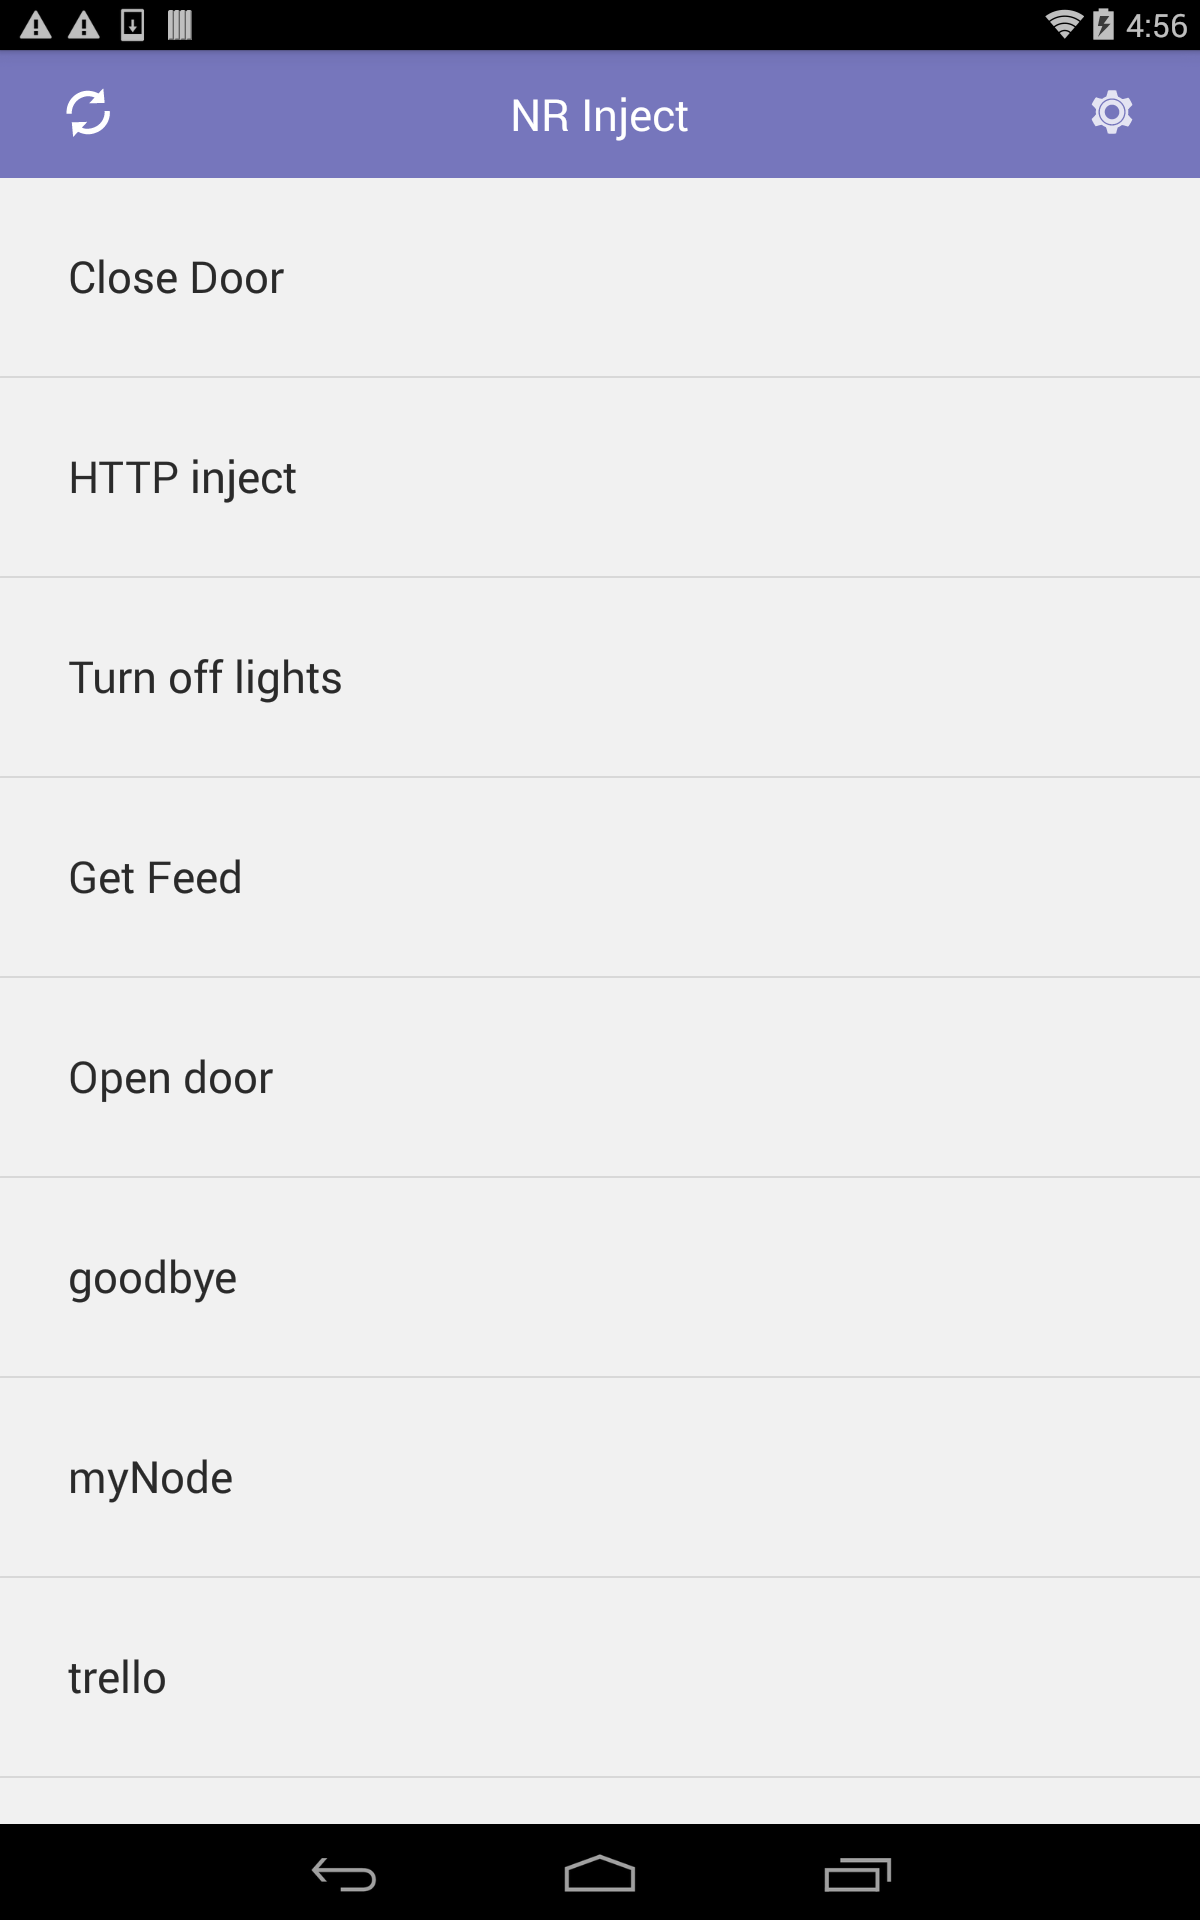 4:56
NR Inject
Close Door
HTTP inject
Turn off lights
Get Feed
Open door
goodbye
myNode
trello